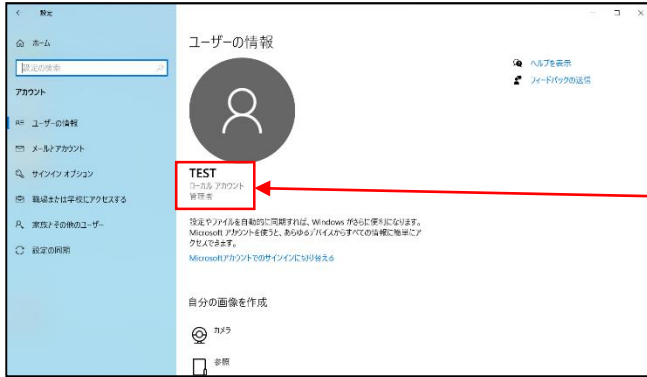 設定
ホーム
設定の検索
アカウント
ユーザーの情報
メールとアカウント
サインイン オプション
職場または学校にアクセスする
家族とその他のユーザー
設定の同期
ユーザーの情報
TEST
ローカル アカウント
管理者
設定やファイルを自動的に同期すれば、Windows がさらに便利になります。
Microsoft アカウントを使うと、あらゆるデバイスからすべての情報に簡単にア
クセスできます。
Microsoftアカウントでのサインインに切り替える
自分の画像を作成
カメラ
参照
ヘルプを表示
フィードバックの送信